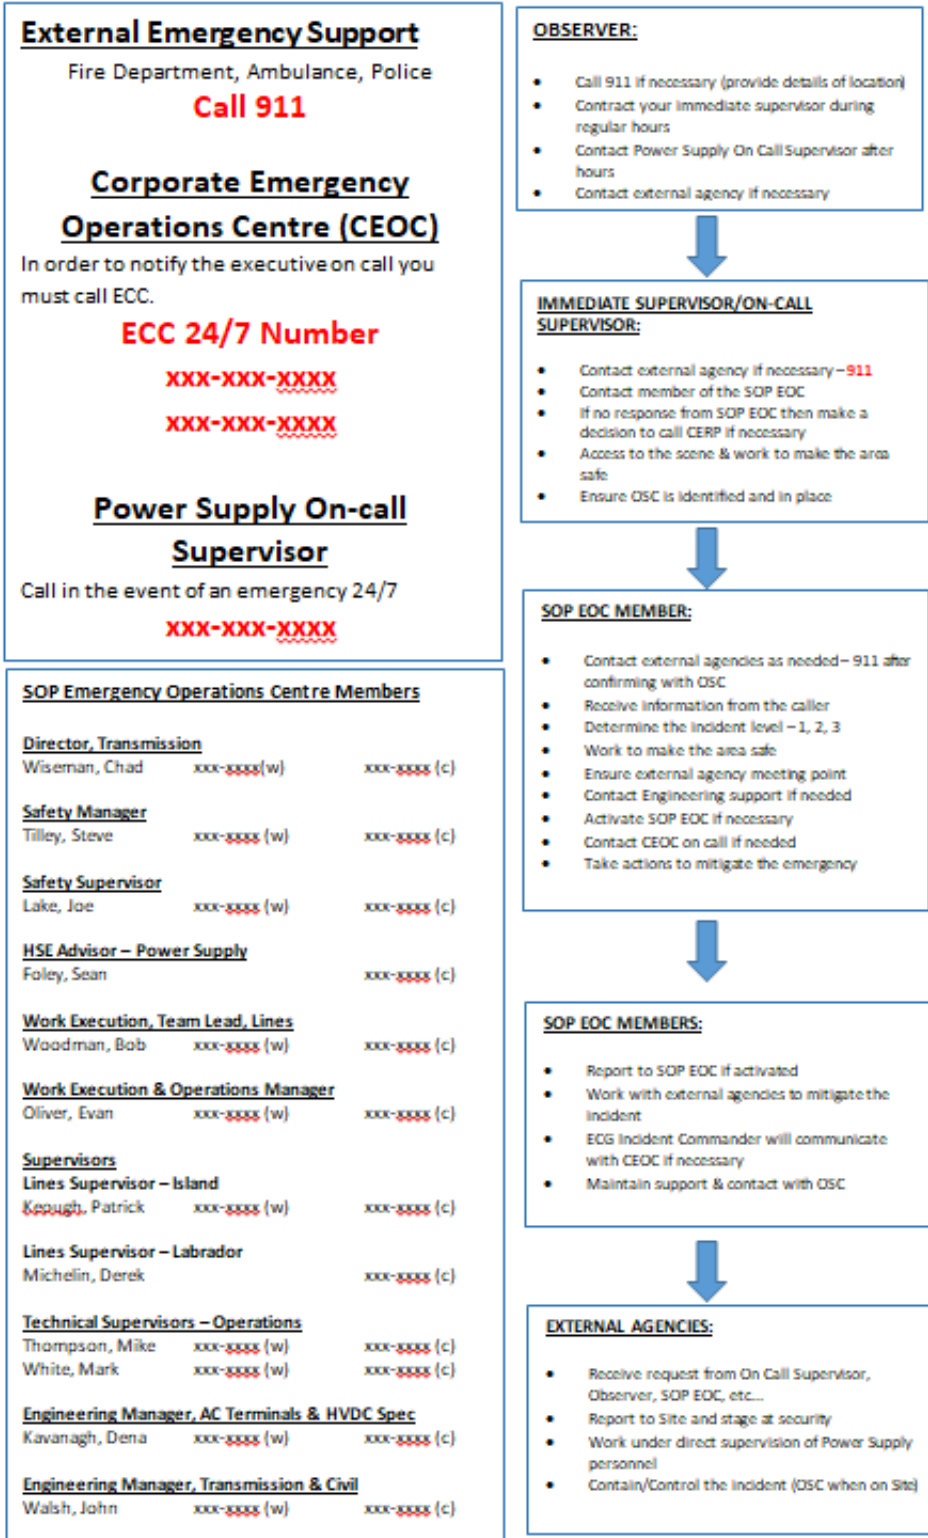 External Emergency Support
Fire Department, Ambulance, Police
Call 911
Corporate Emergency
Operations Centre (CEOC)
In order to notify the executive on call you
must call ECC.
ECC 24/7 Number
xxx-xxx-xxxx
xxx-xxx-xxxx
Power Supply On-call
Supervisor
Call in the event of an emergency 24/7
xxx-xxx-xxxx
SOP Emergency Operations Centre Members
Director, Transmission
Wiseman, Chad xxx-xxxx(w) xxx-xxxx (c)
Safety Manager
Tilley, Steve xxx-xxxx (w) xxx-xxxx (c)
Safety Supervisor
Lake, Joe xxx-xxxx (w) xxx-xxxx (c)
HSE Advisor – Power Supply
Foley, Sean xxx-xxxx (c)
Work Execution, Team Lead, Lines
Woodman, Bob xxx-xxxx (w) xxx-xxxx (c)
Work Execution & Operations Manager
Oliver, Evan xxx-xxxx (w) xxx-xxxx (c)
Supervisors
Lines Supervisor – Island
Keough, Patrick xxx-xxxx (w) xxx-xxxx (c)
Lines Supervisor – Labrador
Michelin, Derek xxx-xxxx (c)
Technical Supervisors – Operations
Thompson, Mike xxx-xxxx (w) xxx-xxxx (c)
White, Mark xxx-xxxx (w) xxx-xxxx (c)
Engineering Manager, AC Terminals & HVDC Spec
Kavanagh, Dena xxx-xxxx (w) xxx-xxxx (c)
Engineering Manager, Transmission & Civil
Walsh, John xxx-xxxx (w) xxx-xxxx (c)
OBSERVER:
• Call 911 if necessary (provide details of location)
• Contract your immediate supervisor during
regular hours
• Contact Power Supply On Call Supervisor after
hours
• Contact external agency if necessary
IMMEDIATE SUPERVISOR/ON-CALL
SUPERVISOR:
• Contact external agency if necessary – 911
• Contact member of the SOP EOC
• If no response from SOP EOC then make a
decision to call CERP if necessary
• Access to the scene & work to make the area
safe
• Ensure OSC is identified and in place
SOP EOC MEMBER:
• Contact external agencies as needed – 911 after
confirming with OSC
• Receive information from the caller
• Determine the incident level – 1, 2, 3
• Work to make the area safe
• Ensure external agency meeting point
• Contact Engineering support if needed
• Activate SOP EOC if necessary
• Contact CEOC on call if needed
• Take actions to mitigate the emergency
SOP EOC MEMBERS:
• Report to SOP EOC if activated
• Work with external agencies to mitigate the
incident
• ECG Incident Commander will communicate
with CEOC if necessary
• Maintain support & contact with OSC
EXTERNAL AGENCIES:
• Receive request from On Call Supervisor,
Observer, SOP EOC, etc...
• Report to Site and stage at security
• Work under direct supervision of Power Supply
personnel
• Contain/Control the incident (OSC when on Site)